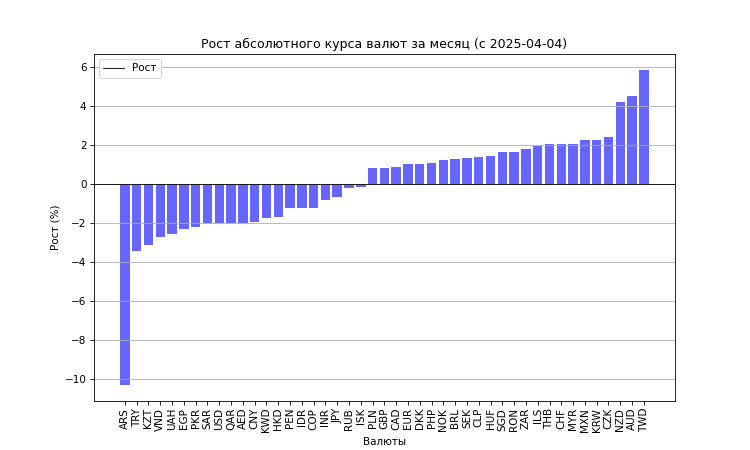 Рост абсолютного курса валют за месяц (с 2025-04-04)
Рост
6
4
2
0
−2
−4
−6
−8
−10
Рост (%)
ARS TRY KZT VND UAH EGP PKR SAR USD QAR AED CNY KWD HKD PEN IDR COP INR JPY RUB ISK PLN GBP CAD EUR DKK PHP NOK BRL SEK CLP HUF SGD RON ZAR ILS THB CHF MYR MXN KRW CZK NZD AUD TWD
Валюты